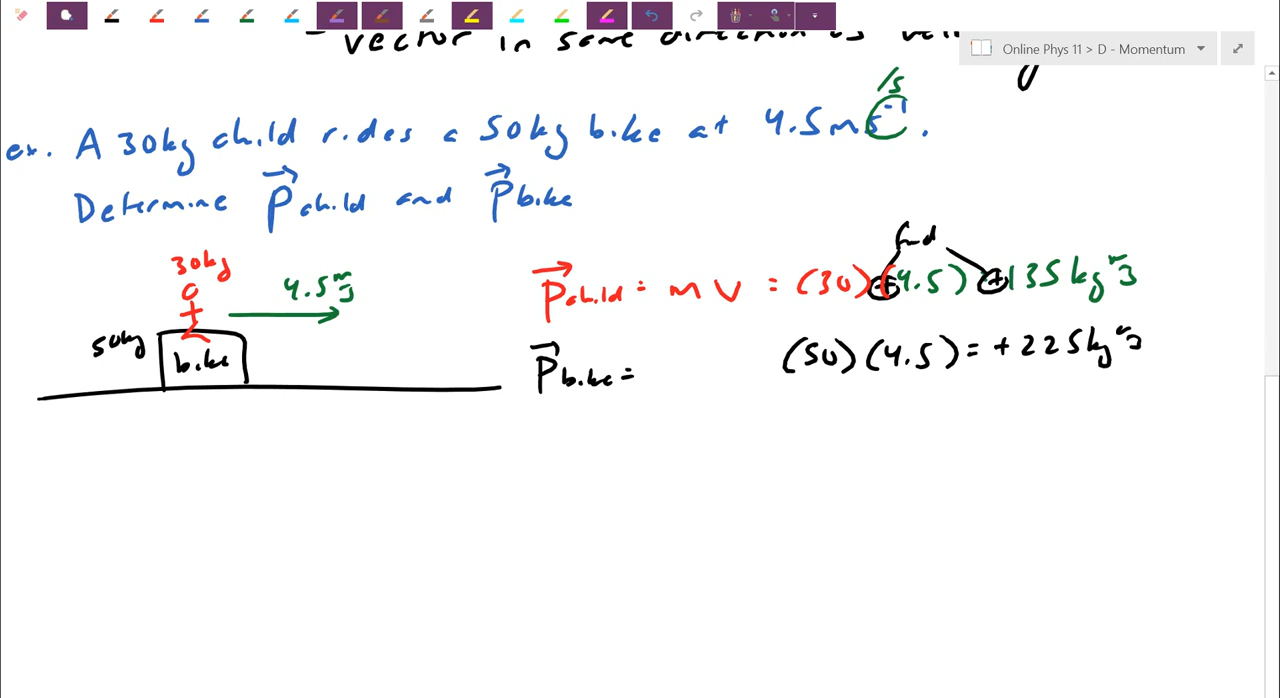 - vector in same direction as
Online Phys 11 > D - Momentum
/s
ex. A 30kg child rides a 50kg bike at 4.5ms⁻¹.
Determine P⃗child and P⃗bike
fwd
30kg
4.5 m/s
P⃗child = mv = (30)(+4.5) +135 kg m/s
50kg
bike
P⃗bike = (50)(4.5) = +225 kg m/s